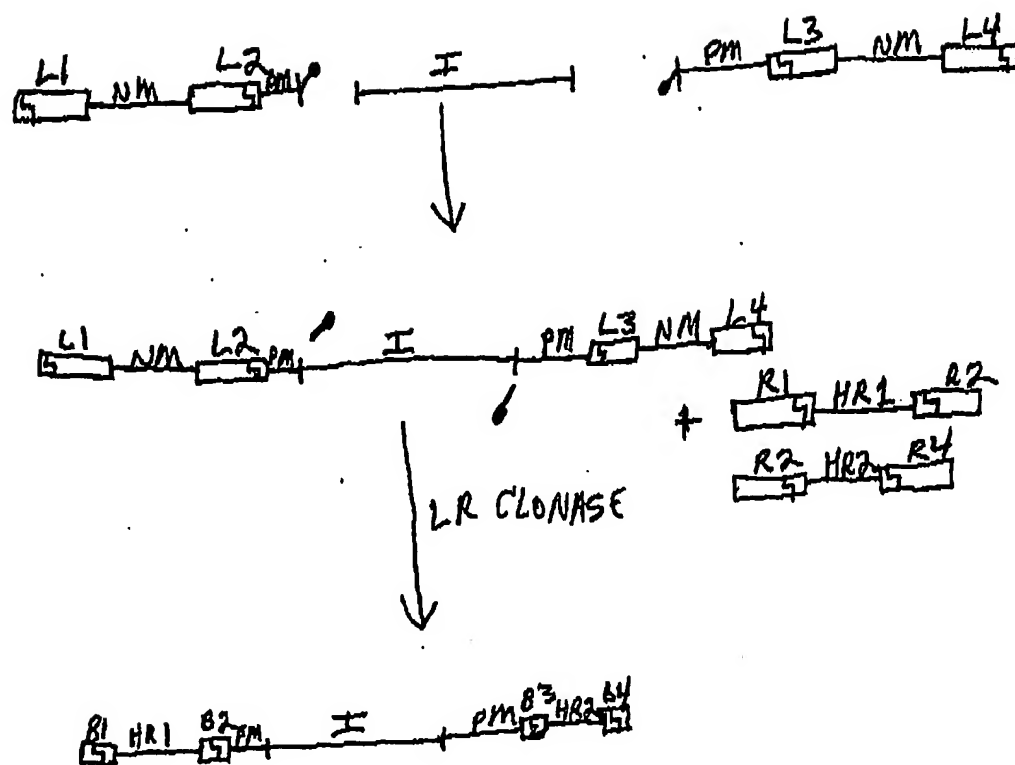 L1 NM L2 PM I PM L3 NM L4
L1 NM L2 PM I PM L3 NM L4
+ R1 HR1 R2
R2 HR2 R4
LR CLONASE
B1 HR1 B2 PM I PM B3 HR2 B4